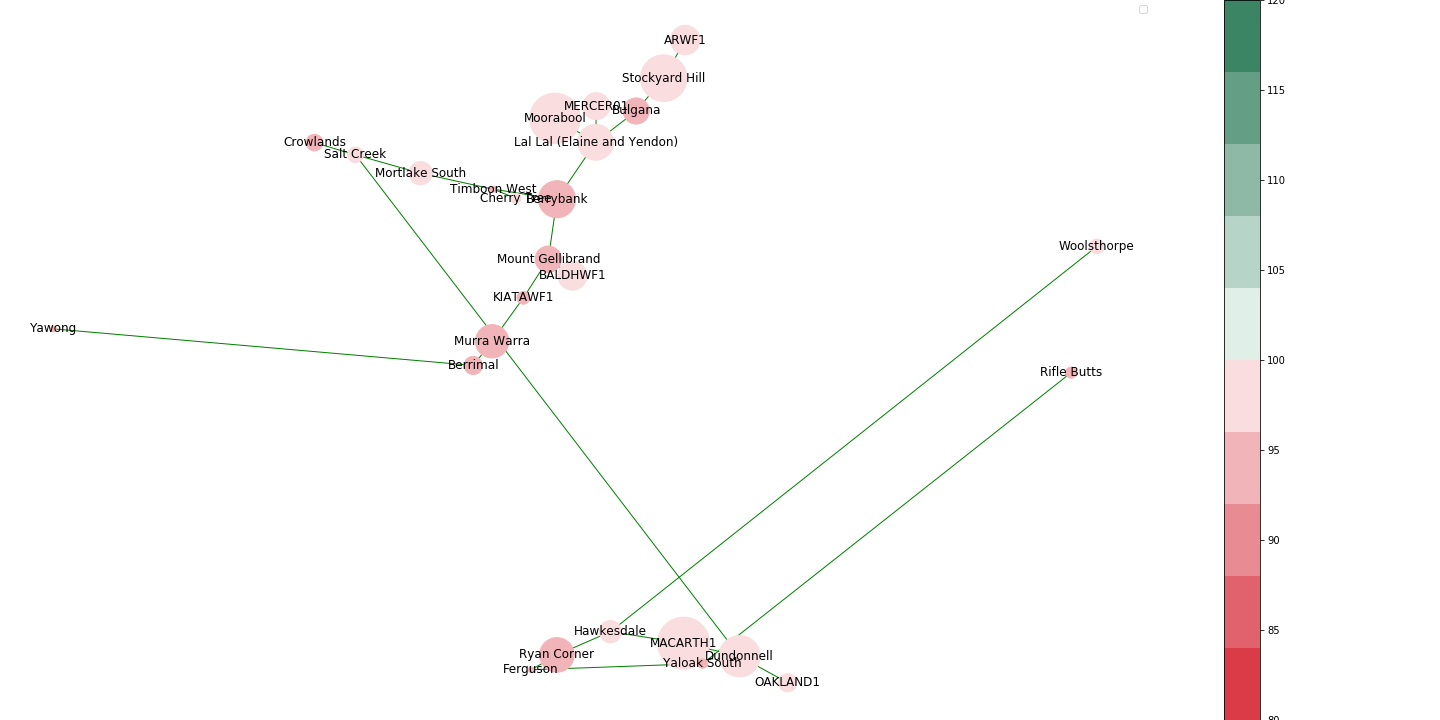 120
ARWF1
Stockyard Hill
115
MERCER01
Bulgana
Moorabool
Crowlands
Lal Lal (Elaine and Yendon)
Salt Creek
Mortlake South
110
Timboon West
Cherry Tree
Berrybank
Woolsthorpe
Mount Gellibrand
105
BALDHWF1
KIATAWF1
Yawong
Murra Warra
100
Berrimal
Rifle Butts
95
90
Hawkesdale
85
MACARTH1
Ryan Corner
Dundonnell
Yaloak South
Ferguson
OAKLAND1
80